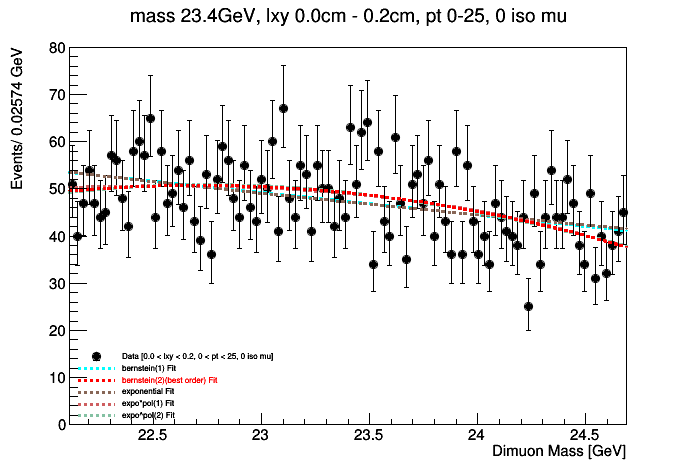 mass 23.4GeV, lxy 0.0cm - 0.2cm, pt 0-25, 0 iso mu
Events/ 0.02574 GeV
80
70
60
50
40
30
20
10
0
Data [0.0 < lxy < 0.2, 0 < pt < 25, 0 iso mu]
bernstein(1) Fit
bernstein(2)(best order) Fit
exponential Fit
expo*pol(1) Fit
expo*pol(2) Fit
22.5 23 23.5 24 24.5
Dimuon Mass [GeV]